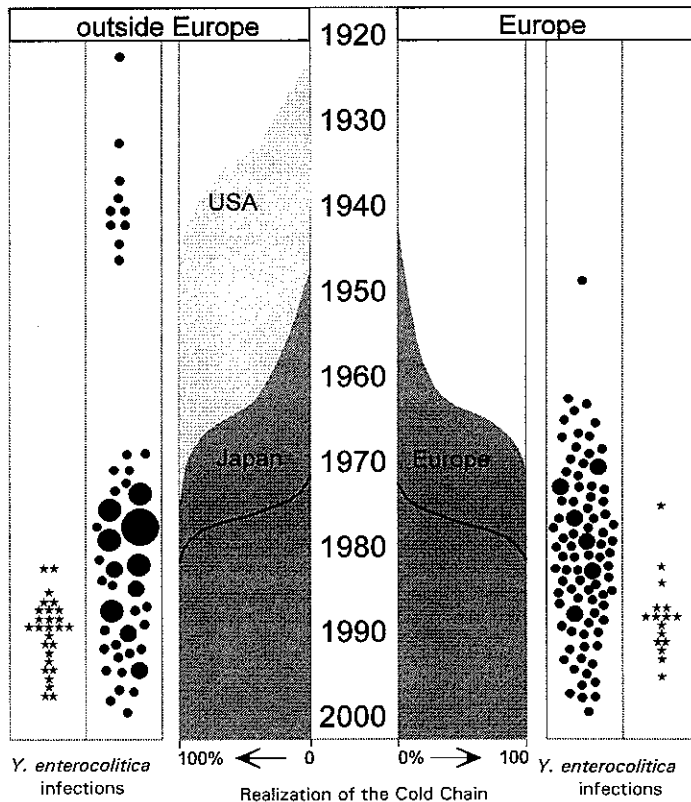 outside Europe
Europe
1920
1930
USA
1940
1950
1960
Japan
1970
Europe
1980
1990
2000
100% 0 0% 100
Y. enterocolitica
infections
Realization of the Cold Chain
Y. enterocolitica
infections